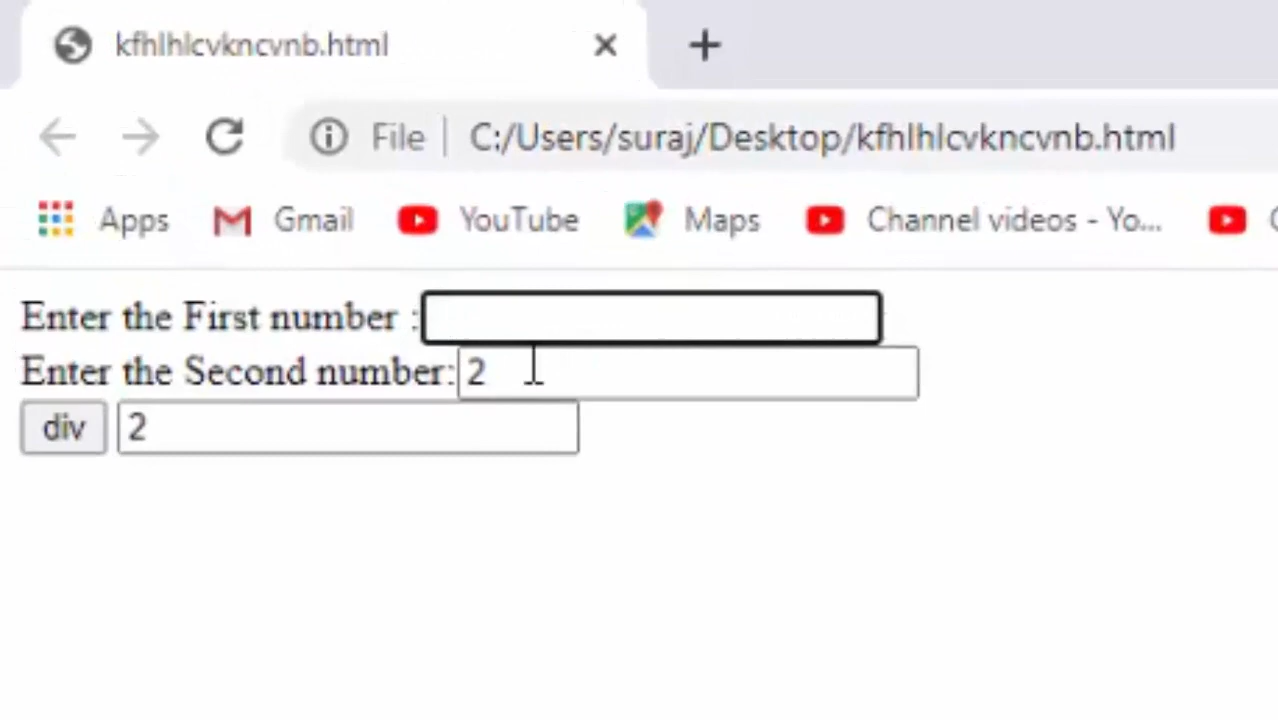 kfhlhlcvkncvnb.html
File C:/Users/suraj/Desktop/kfhlhlcvkncvnb.html
Apps Gmail YouTube Maps Channel videos - Yo...
Enter the First number :
Enter the Second number: 2
div 2